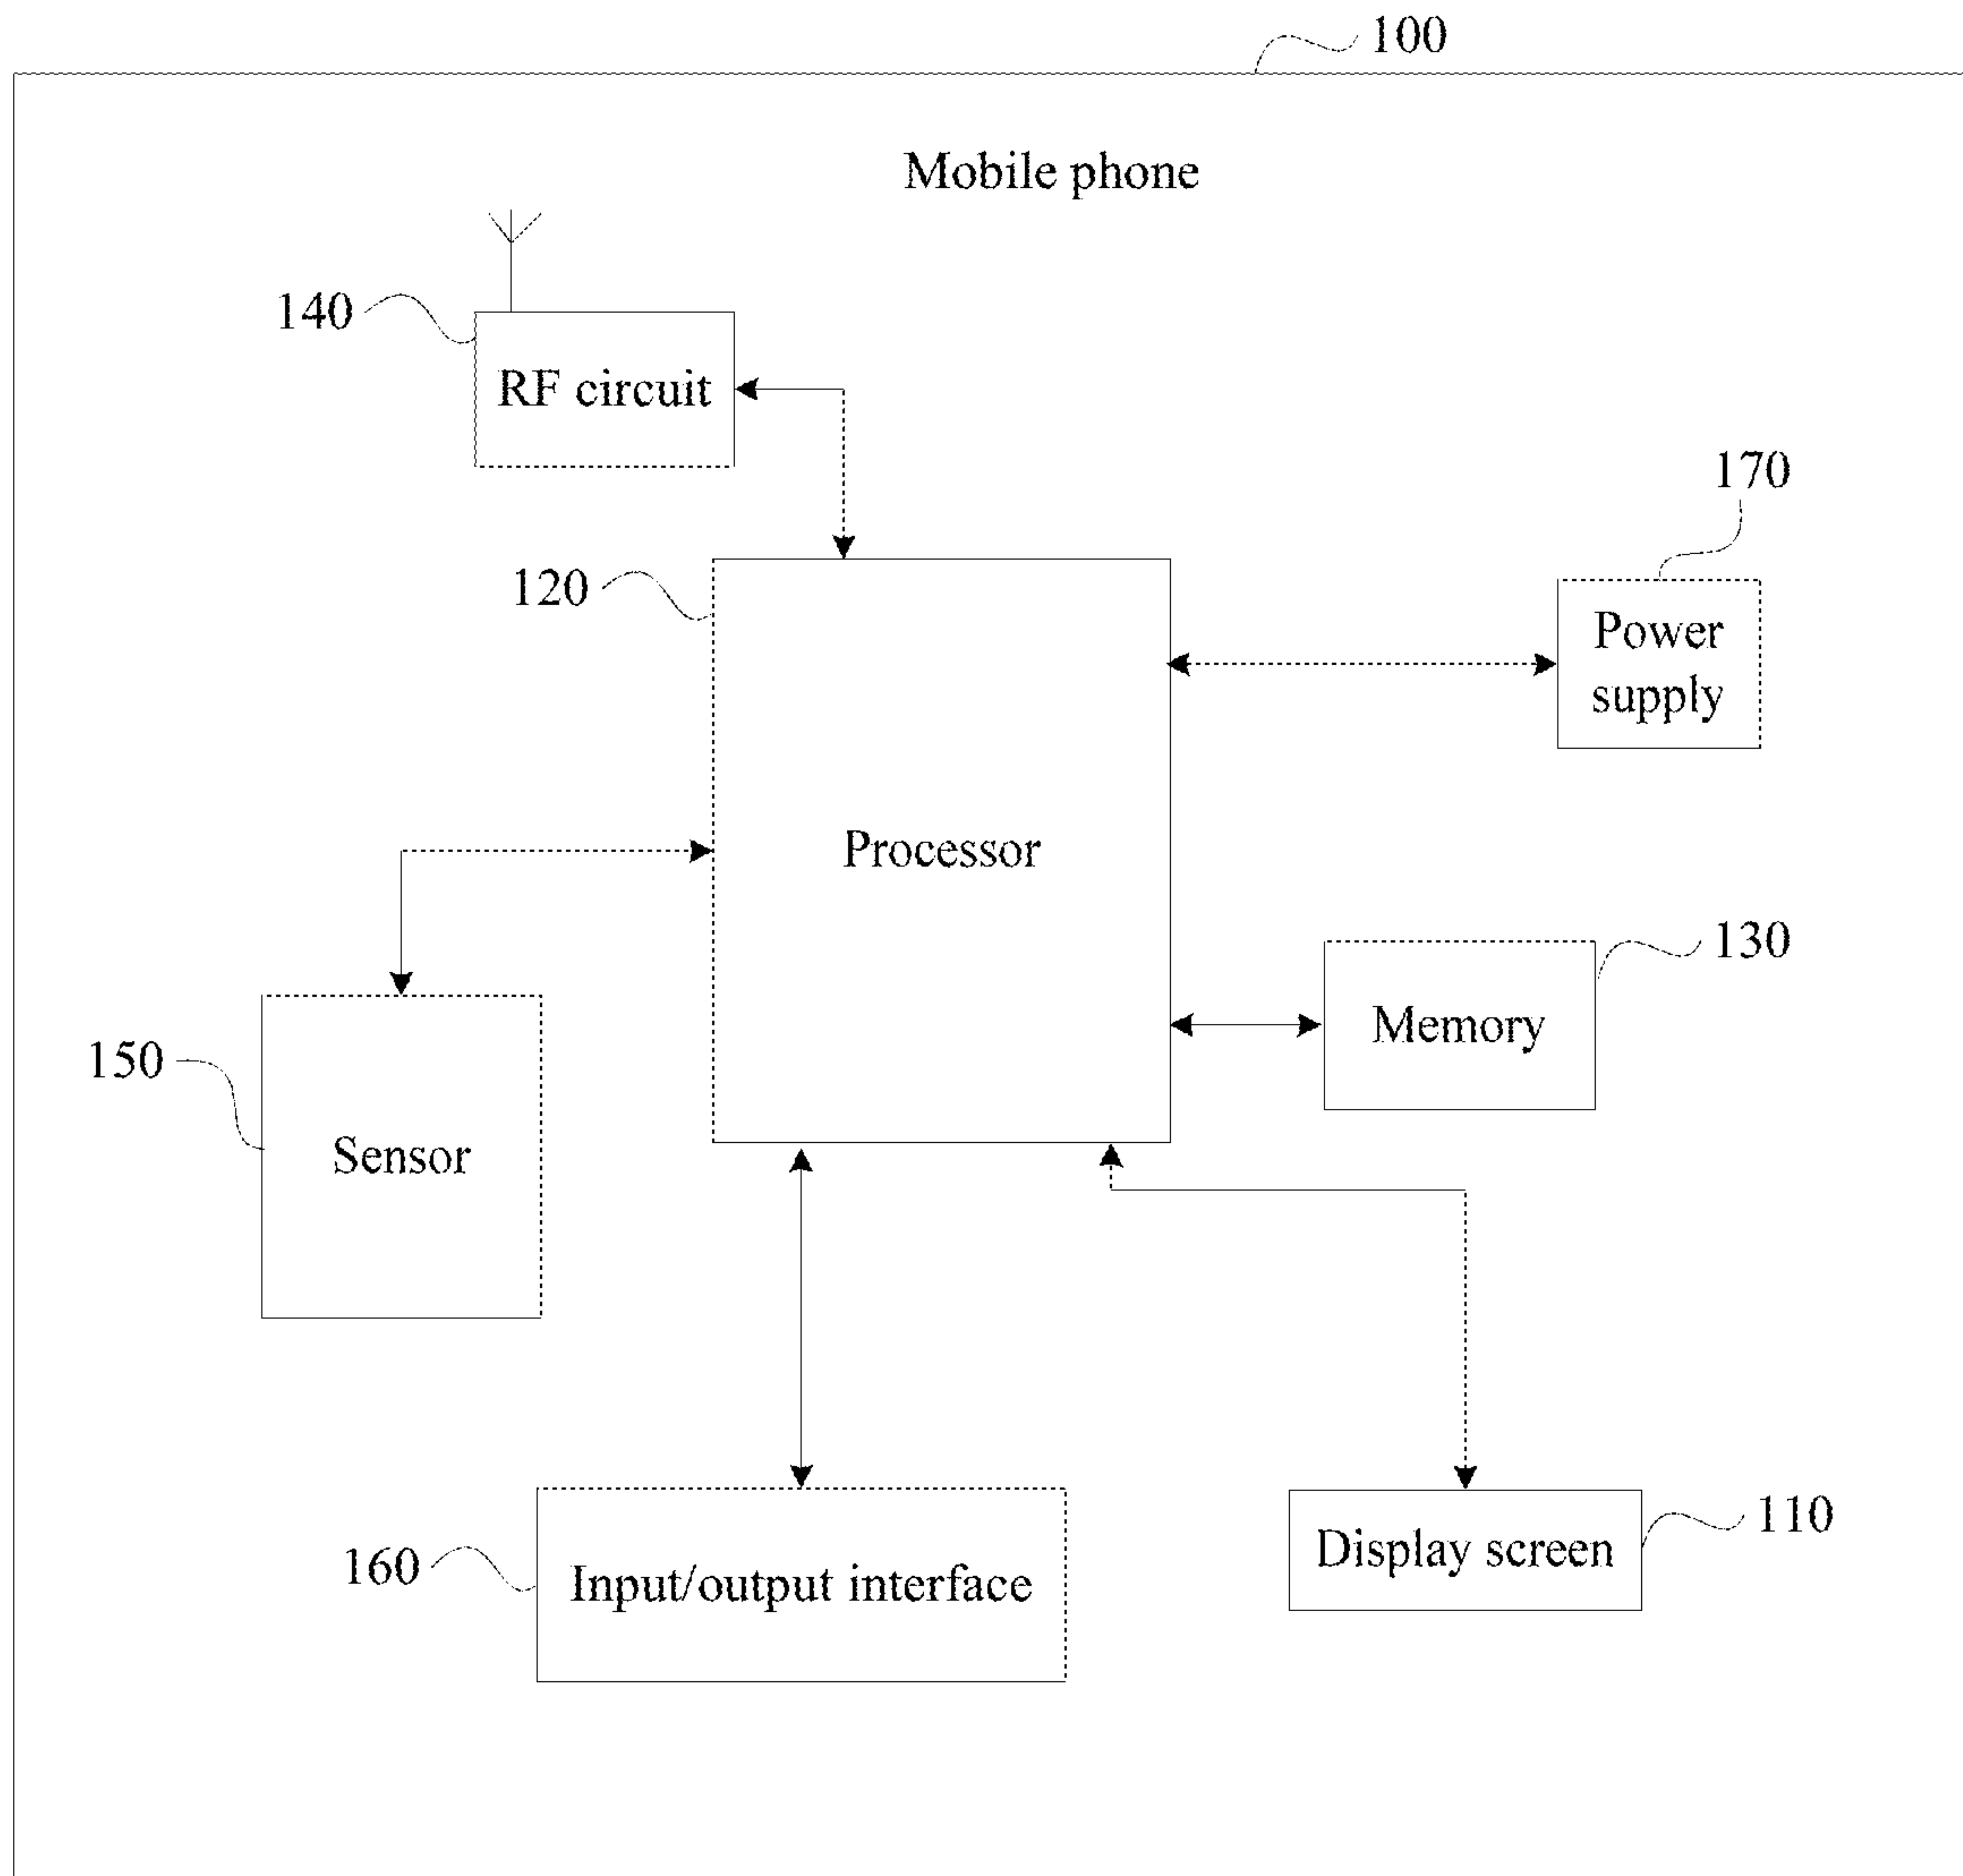 100
Mobile phone
140
RF circuit
170
120
Power
supply
Processor
130
Memory
150
Sensor
110
Display screen
160
Input/output interface